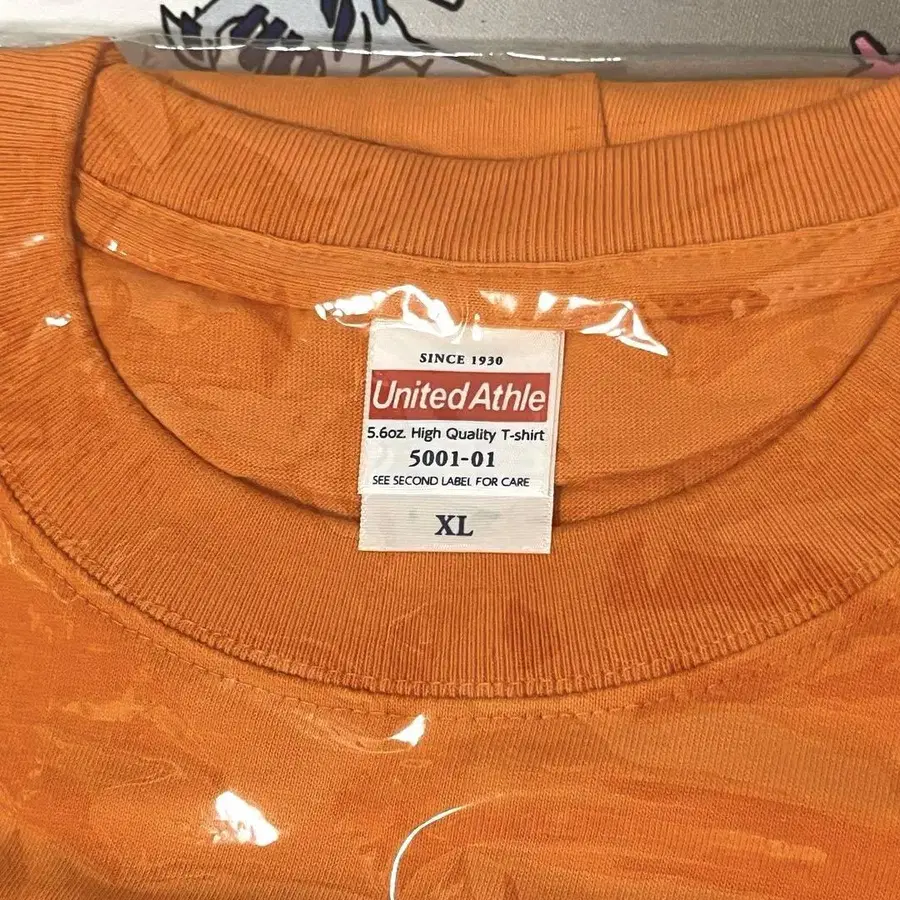 SINCE 1930
United Athle
5.6oz. High Quality T-shirt
5001-01
SEE SECOND LABEL FOR CARE
XL